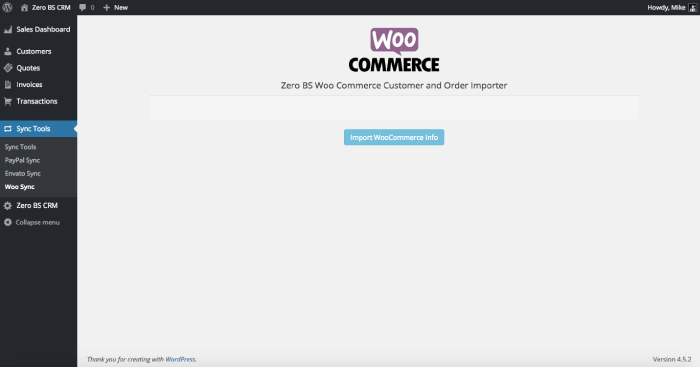 Zero BS CRM 0 New Howdy, Mike
Sales Dashboard
Customers
Quotes
Invoices
Transactions
Sync Tools
Sync Tools
PayPal Sync
Envato Sync
Woo Sync
Zero BS CRM
Collapse menu
WOO
COMMERCE
Zero BS Woo Commerce Customer and Order Importer
Import WooCommerce Info
Thank you for creating with WordPress. Version 4.5.2